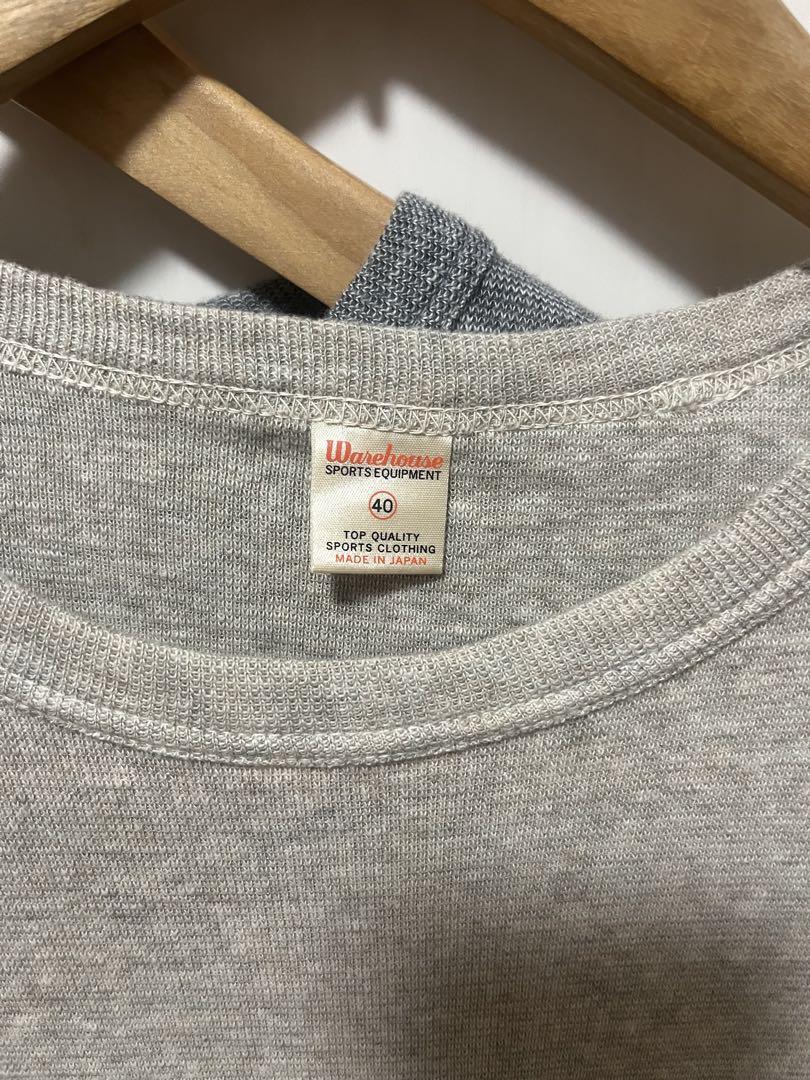 Warehouse
SPORTS EQUIPMENT
40
TOP QUALITY
SPORTS CLOTHING
MADE IN JAPAN